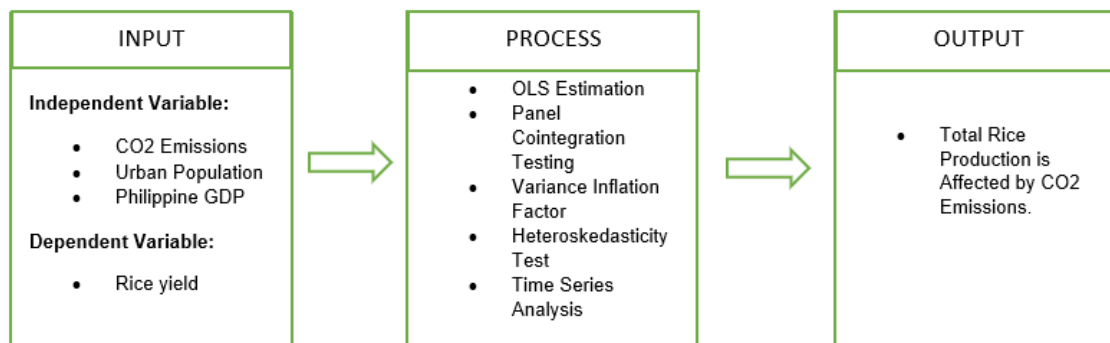 INPUT
Independent Variable:
• CO2 Emissions
• Urban Population
• Philippine GDP
Dependent Variable:
• Rice yield
PROCESS
• OLS Estimation
• Panel
Cointegration
Testing
• Variance Inflation
Factor
• Heteroskedasticity
Test
• Time Series
Analysis
OUTPUT
• Total Rice
Production is
Affected by CO2
Emissions.